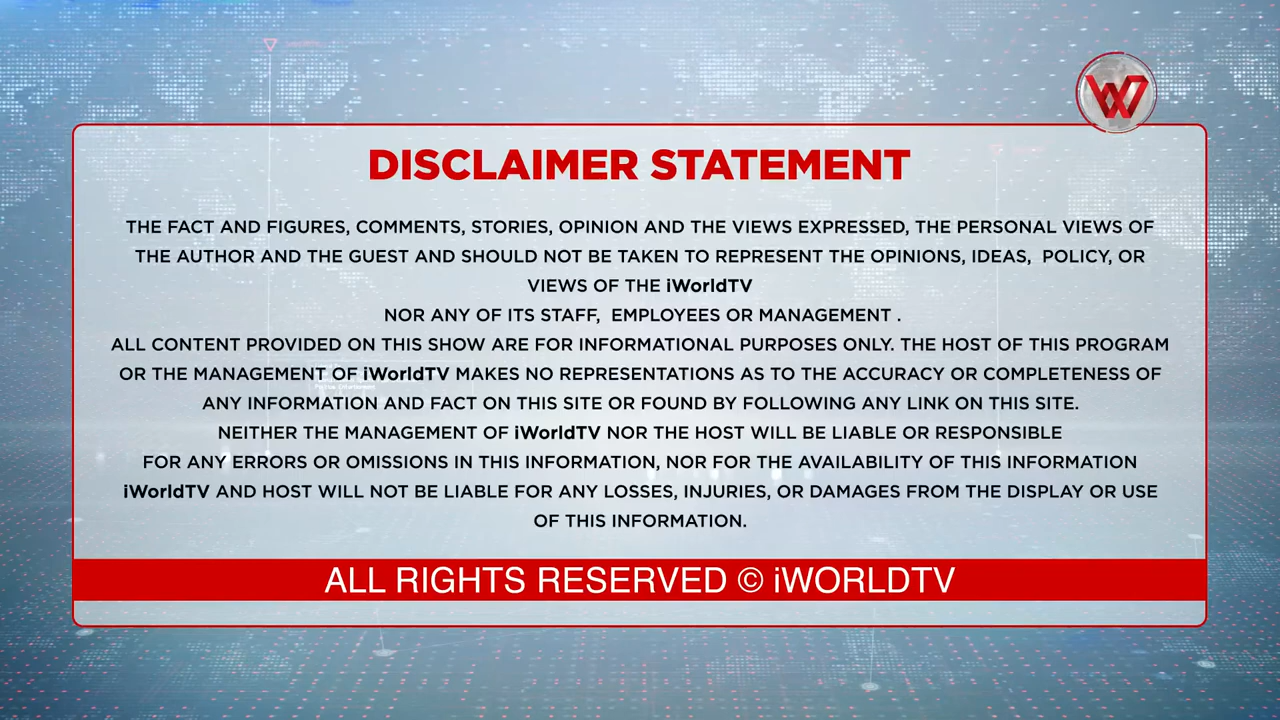 DISCLAIMER STATEMENT
THE FACT AND FIGURES, COMMENTS, STORIES, OPINION AND THE VIEWS EXPRESSED, THE PERSONAL VIEWS OF
THE AUTHOR AND THE GUEST AND SHOULD NOT BE TAKEN TO REPRESENT THE OPINIONS, IDEAS, POLICY, OR
VIEWS OF THE iWorldTV
NOR ANY OF ITS STAFF, EMPLOYEES OR MANAGEMENT .
ALL CONTENT PROVIDED ON THIS SHOW ARE FOR INFORMATIONAL PURPOSES ONLY. THE HOST OF THIS PROGRAM
OR THE MANAGEMENT OF iWorldTV MAKES NO REPRESENTATIONS AS TO THE ACCURACY OR COMPLETENESS OF
ANY INFORMATION AND FACT ON THIS SITE OR FOUND BY FOLLOWING ANY LINK ON THIS SITE.
NEITHER THE MANAGEMENT OF iWorldTV NOR THE HOST WILL BE LIABLE OR RESPONSIBLE
FOR ANY ERRORS OR OMISSIONS IN THIS INFORMATION, NOR FOR THE AVAILABILITY OF THIS INFORMATION
iWorldTV AND HOST WILL NOT BE LIABLE FOR ANY LOSSES, INJURIES, OR DAMAGES FROM THE DISPLAY OR USE
OF THIS INFORMATION.
ALL RIGHTS RESERVED © iWORLDTV